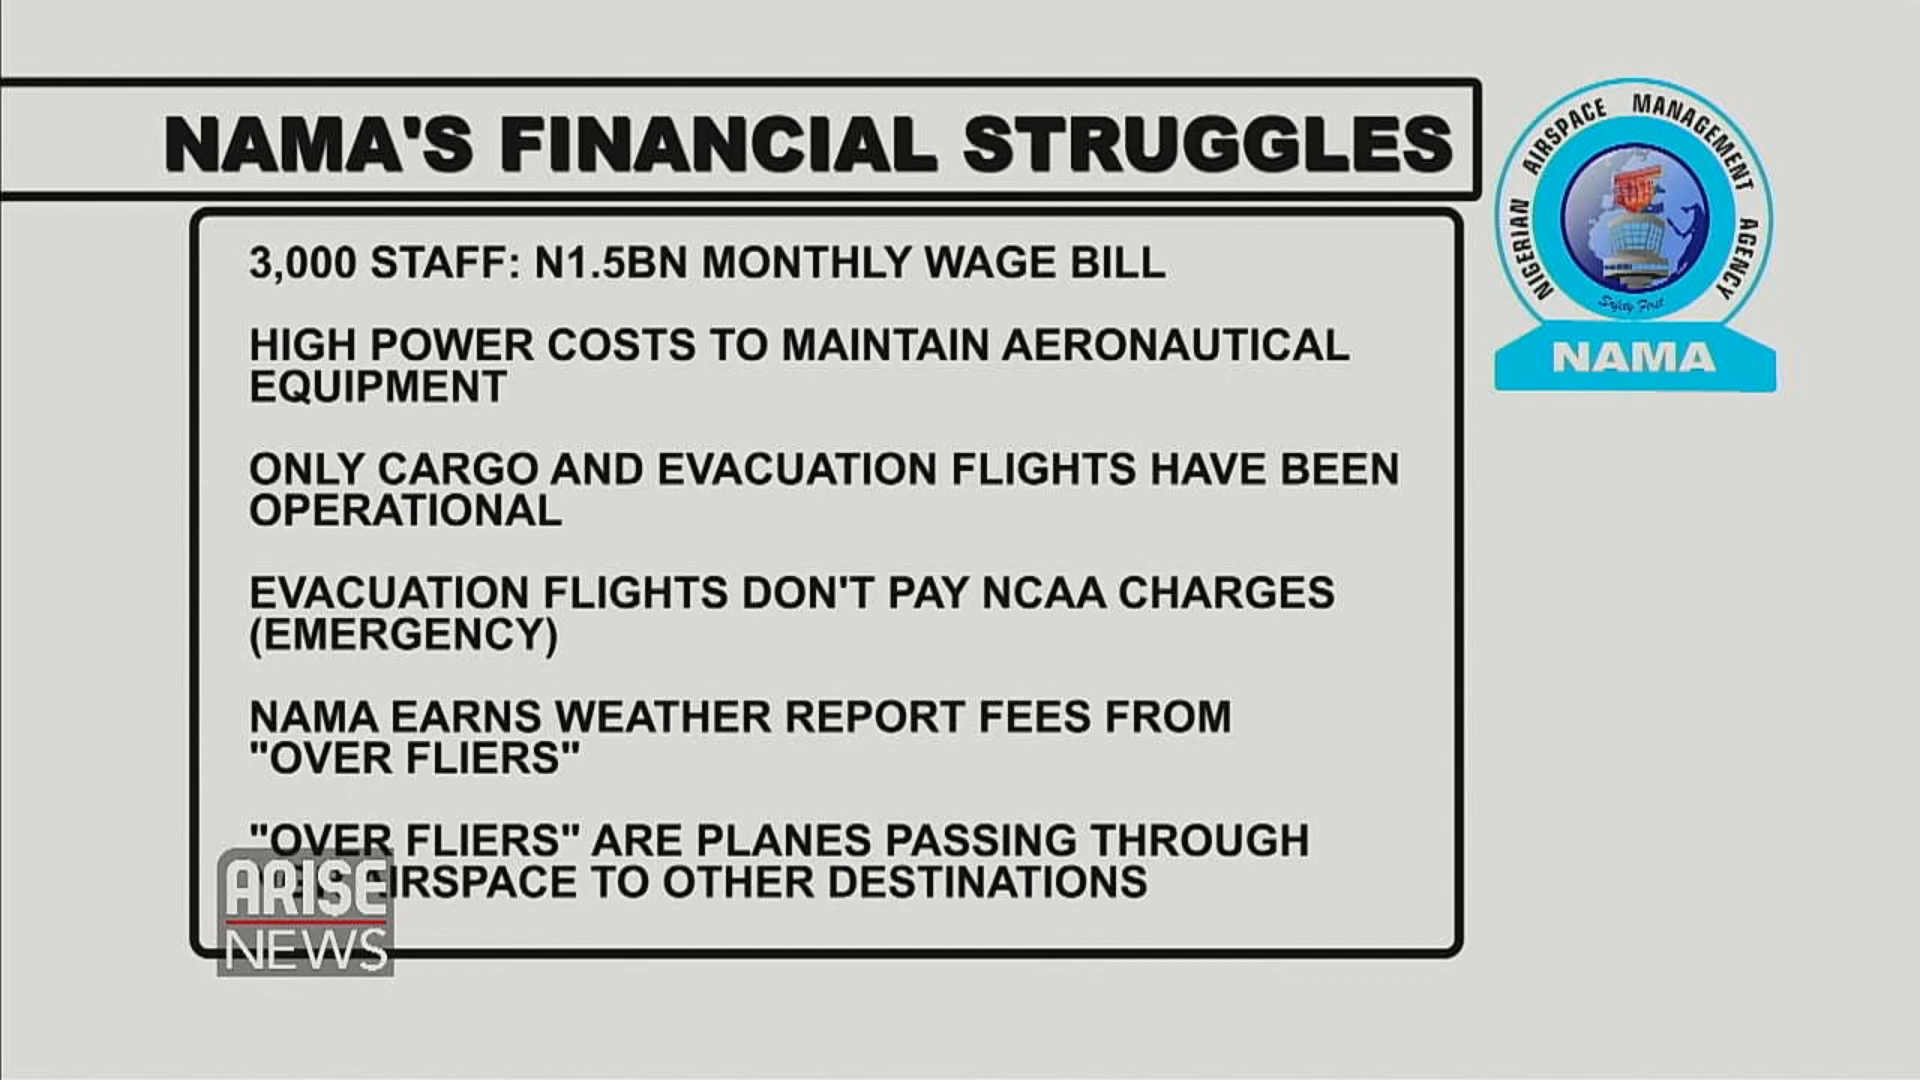 NAMA'S FINANCIAL STRUGGLES
3,000 STAFF: N1.5BN MONTHLY WAGE BILL
HIGH POWER COSTS TO MAINTAIN AERONAUTICAL
EQUIPMENT
ONLY CARGO AND EVACUATION FLIGHTS HAVE BEEN
OPERATIONAL
EVACUATION FLIGHTS DON'T PAY NCAA CHARGES
(EMERGENCY)
NAMA EARNS WEATHER REPORT FEES FROM
"OVER FLIERS"
"OVER FLIERS" ARE PLANES PASSING THROUGH
AIRSPACE TO OTHER DESTINATIONS
NIGERIAN AIRSPACE MANAGEMENT AGENCY
Safety First
NAMA
ARISE
NEWS